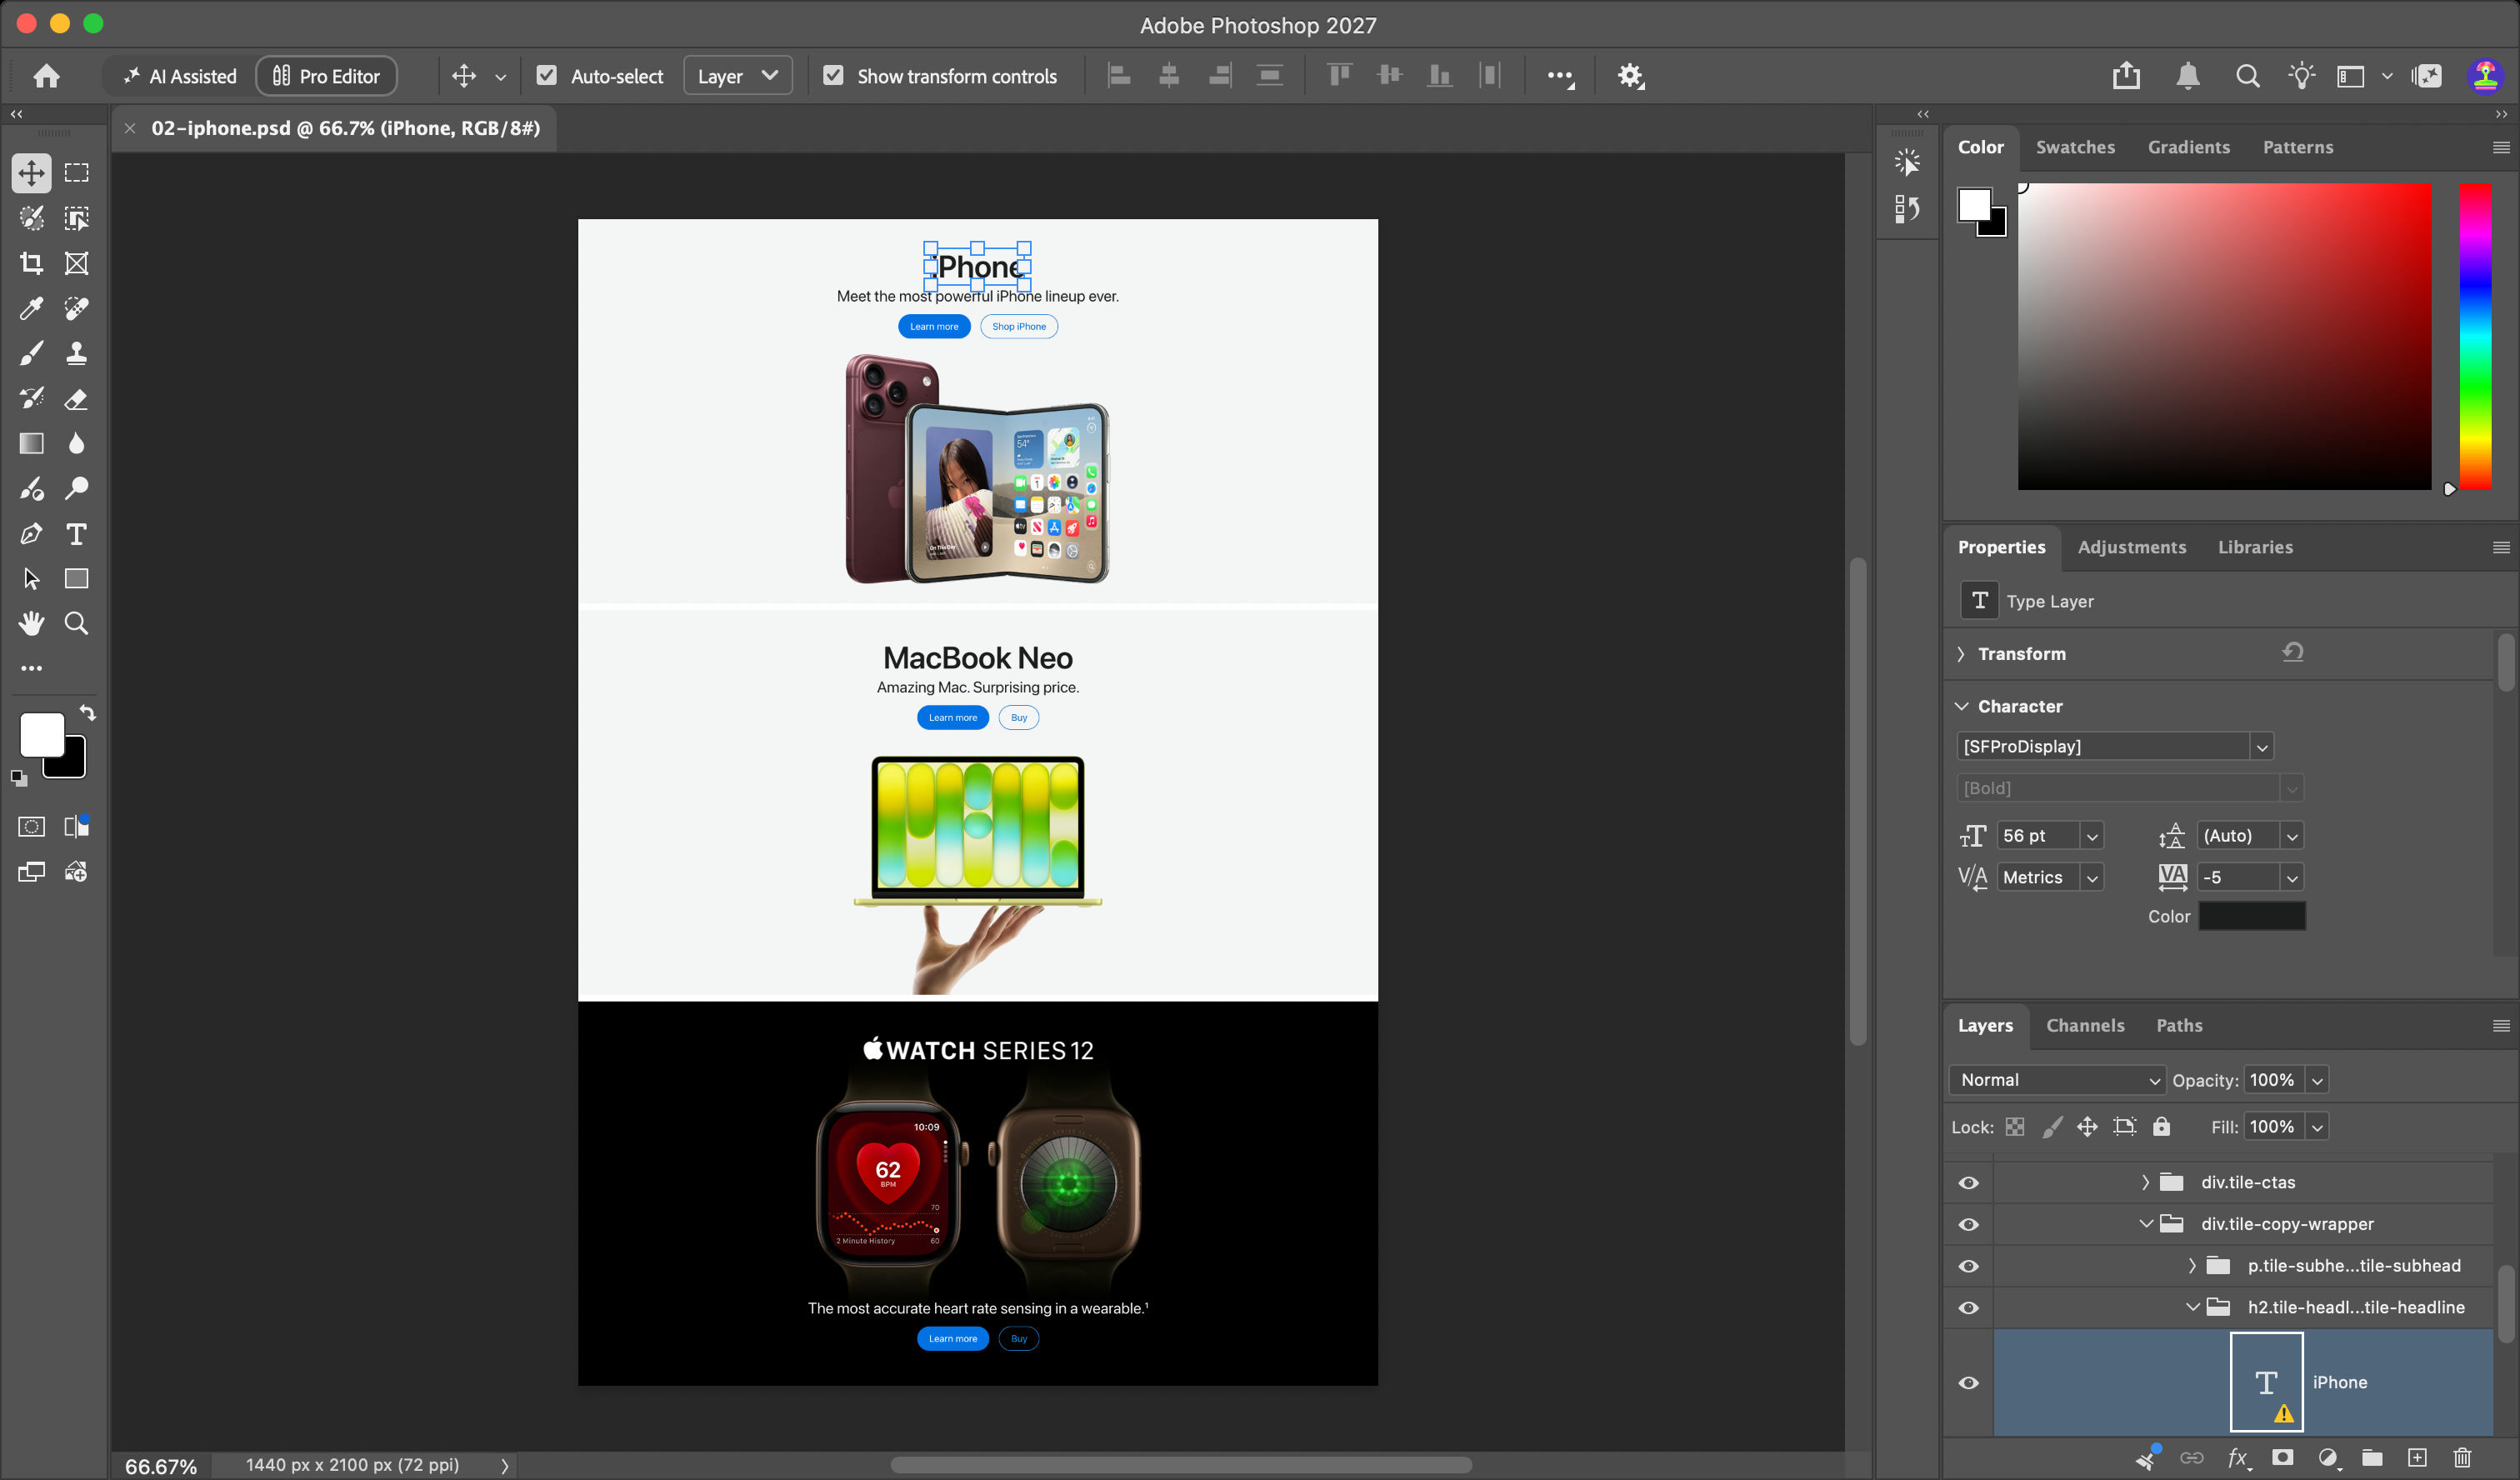 Adobe Photoshop 2027
AI Assisted
Pro Editor
Auto-select
Layer
Show transform controls
02-iphone.psd @ 66.7% (iPhone, RGB/8#)
iPhone
Meet the most powerful iPhone lineup ever.
Learn more
Shop iPhone
54°
On This Day
MacBook Neo
Amazing Mac. Surprising price.
Learn more
Buy
WATCH SERIES 12
10:09
62
BPM
70
2 Minute History
60
The most accurate heart rate sensing in a wearable.¹
Learn more
Buy
66.67%
1440 px x 2100 px (72 ppi)
Color
Swatches
Gradients
Patterns
Properties
Adjustments
Libraries
Type Layer
Transform
Character
[SFProDisplay]
[Bold]
56 pt
(Auto)
Metrics
-5
Color
Layers
Channels
Paths
Normal
Opacity: 100%
Lock:
Fill: 100%
div.tile-ctas
div.tile-copy-wrapper
p.tile-subhe...tile-subhead
h2.tile-headl...tile-headline
iPhone